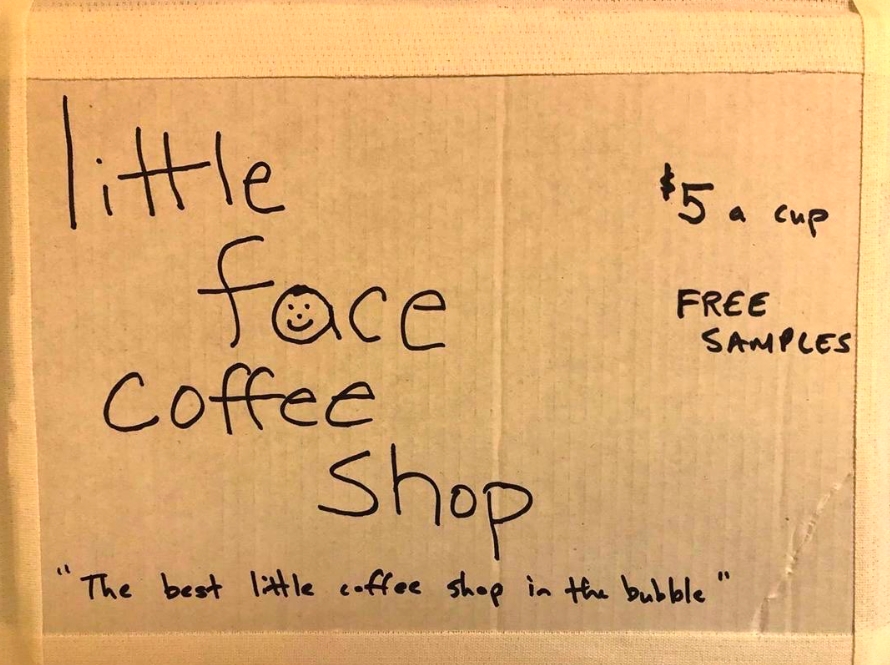 little
face
coffee
shop
$5 a cup
FREE
SAMPLES
"The best little coffee shop in the bubble"